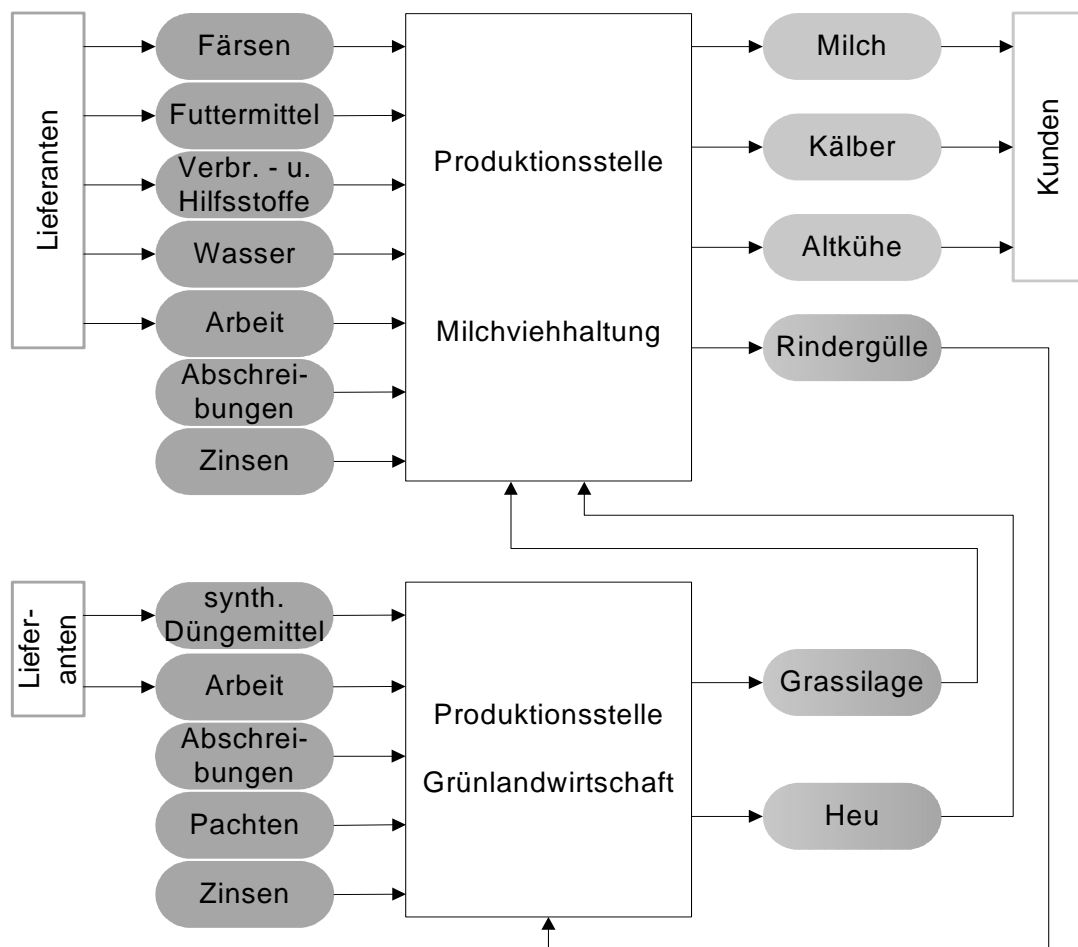 Lieferanten
Färsen
Futtermittel
Verbr. - u.
Hilfsstoffe
Wasser
Arbeit
Abschrei-
bungen
Zinsen
Produktionsstelle
Milchviehhaltung
Milch
Kälber
Altkühe
Rindergülle
Kunden
Liefer-
anten
synth.
Düngemittel
Arbeit
Abschrei-
bungen
Pachten
Zinsen
Produktionsstelle
Grünlandwirtschaft
Grassilage
Heu